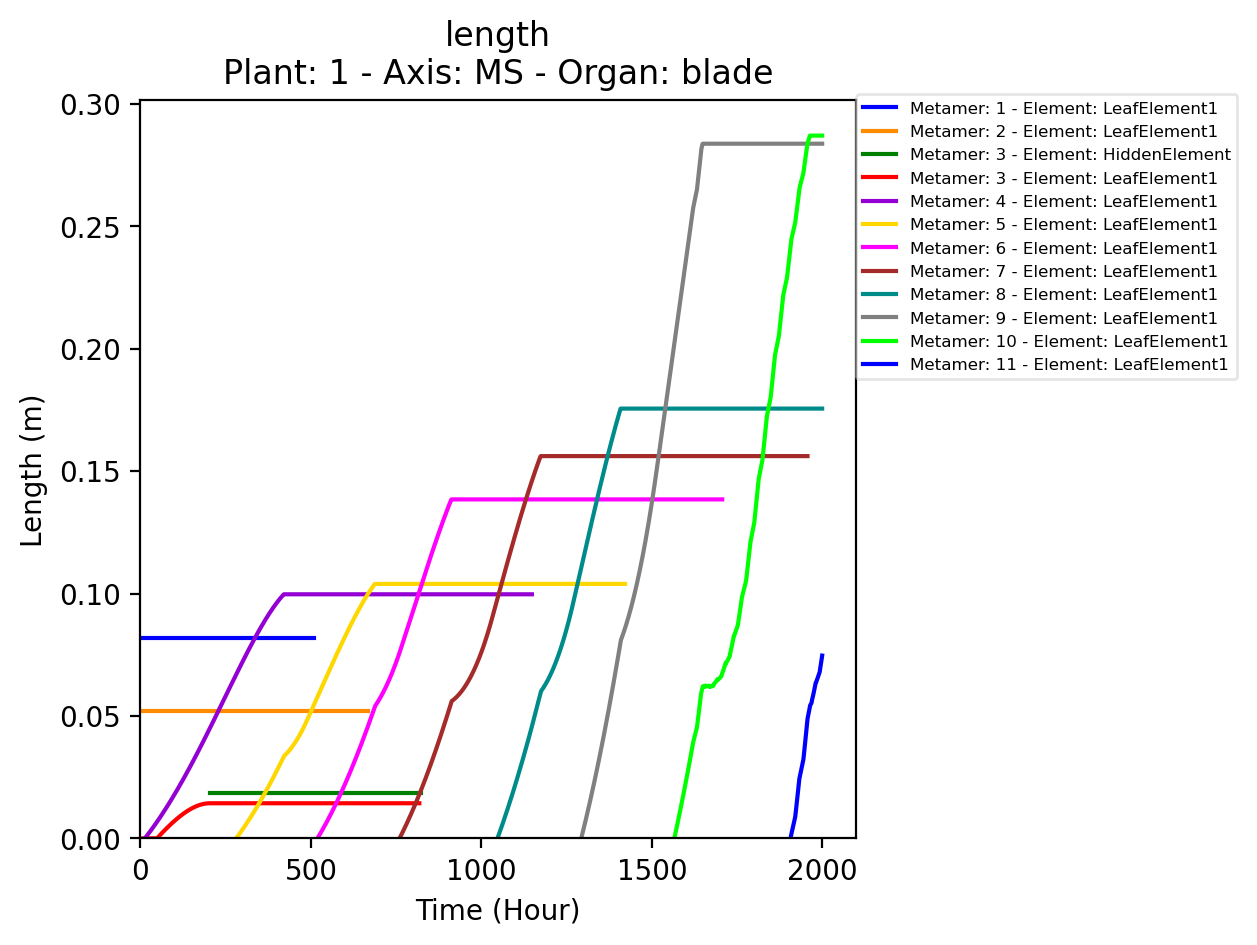 length
Plant: 1 - Axis: MS - Organ: blade
0.30
0.25
0.20
0.15
0.10
0.05
0.00
Length (m)
0
500
1000
1500
2000
Time (Hour)
Metamer: 1 - Element: LeafElement1
Metamer: 2 - Element: LeafElement1
Metamer: 3 - Element: HiddenElement
Metamer: 3 - Element: LeafElement1
Metamer: 4 - Element: LeafElement1
Metamer: 5 - Element: LeafElement1
Metamer: 6 - Element: LeafElement1
Metamer: 7 - Element: LeafElement1
Metamer: 8 - Element: LeafElement1
Metamer: 9 - Element: LeafElement1
Metamer: 10 - Element: LeafElement1
Metamer: 11 - Element: LeafElement1